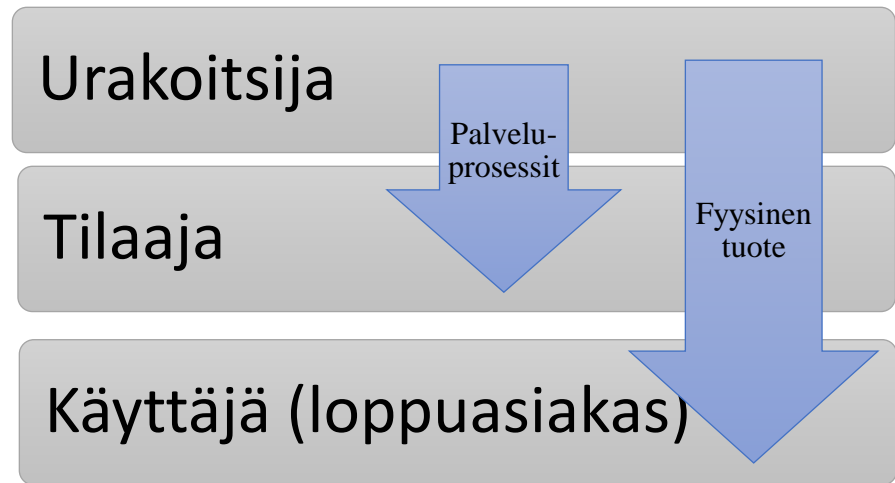 Urakoitsija
Palvelu-
prosessit
Tilaaja
Fyysinen
tuote
Käyttäjä (loppuasiakas)